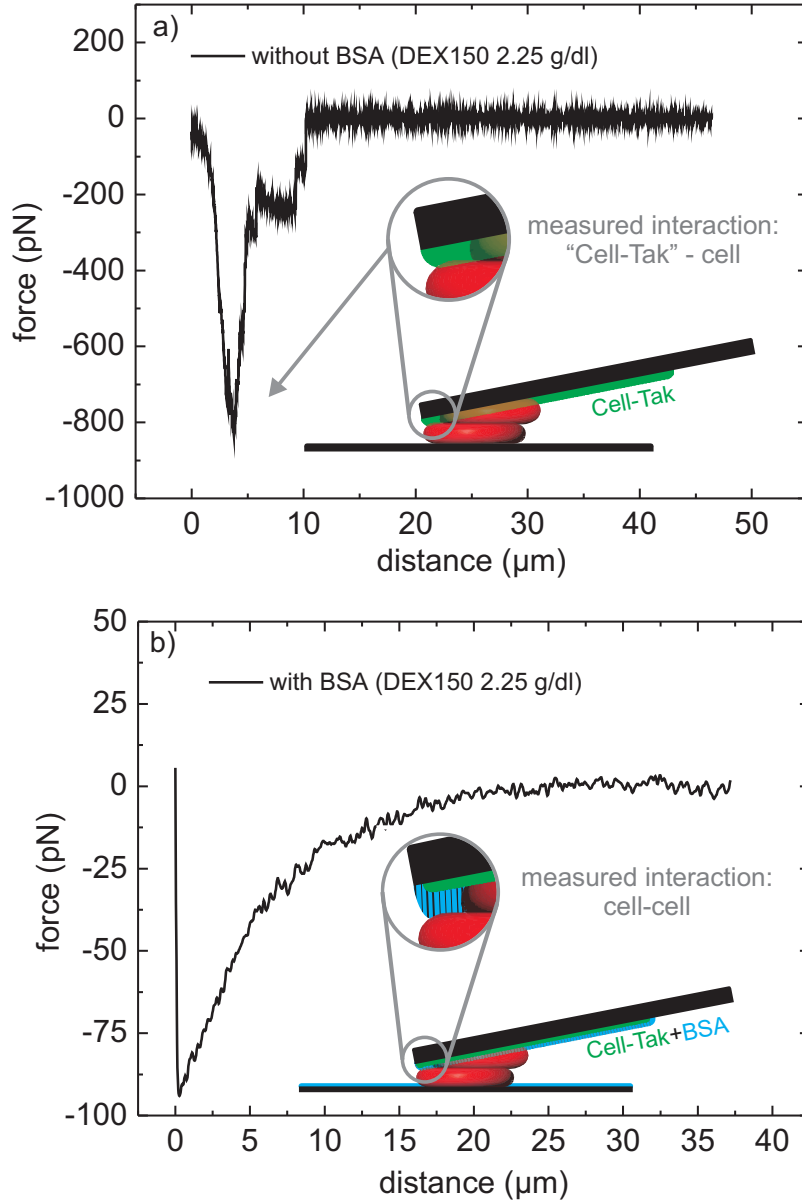 a)
without BSA (DEX150 2.25 g/dl)
200
0
-200
-400
-600
-800
-1000
force (pN)
measured interaction:
“Cell-Tak” - cell
Cell-Tak
0
10
20
30
40
50
distance (µm)
b)
with BSA (DEX150 2.25 g/dl)
50
25
0
-25
-50
-75
-100
force (pN)
measured interaction:
cell-cell
Cell-Tak+BSA
0
5
10
15
20
25
30
35
40
distance (µm)